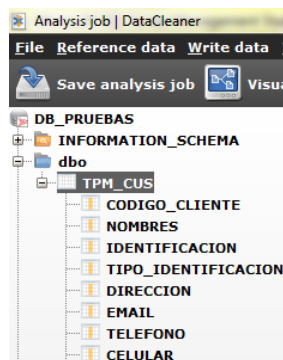 Analysis job | DataCleaner
File Reference data Write data
Save analysis job
DB_PRUEBAS
INFORMATION_SCHEMA
dbo
TPM_CUS
CODIGO_CLIENTE
NOMBRES
IDENTIFICACION
TIPO_IDENTIFICACION
DIRECCION
EMAIL
TELEFONO
CELULAR